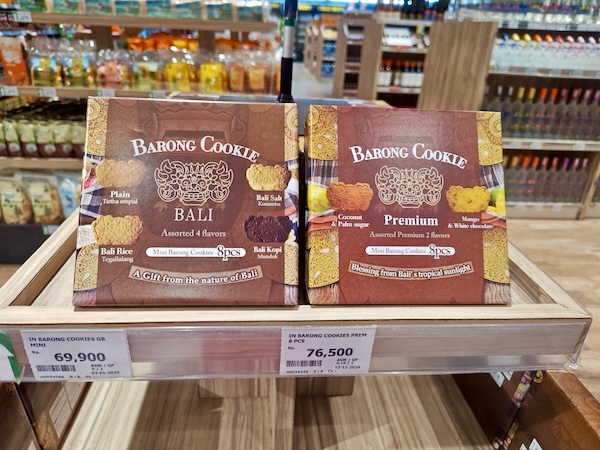 BARONG COOKIE
Plain
Tirtha empul
Bali Salt
Kusamba
BALI
Assorted 4 flavors
Bali Rice
Tegallalang
Mini Barong Cookies 8pcs
Bali Kopi
Munduk
A Gift from the nature of Bali
BARONG COOKIE
Coconut
& Palm sugar
Premium
Mango
& White chocolate
Assorted Premium 2 flavors
Mini Barong Cookies 8pcs
Blessing from Bali's tropical sunlight
IN BARONG COOKIES GB
MINI
Rp.
69,900
IN BARONG COOKIES PREM
8 PCS
Rp.
76,500